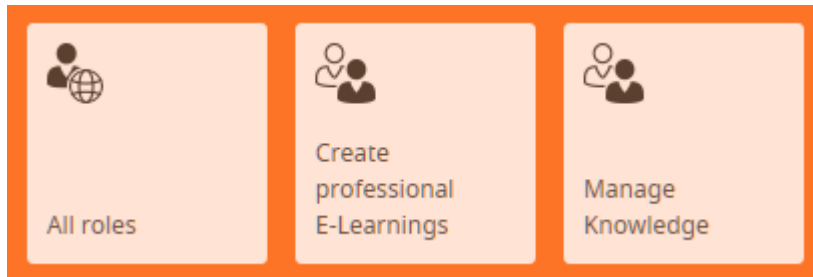 All roles
Create
professional
E-Learnings
Manage
Knowledge